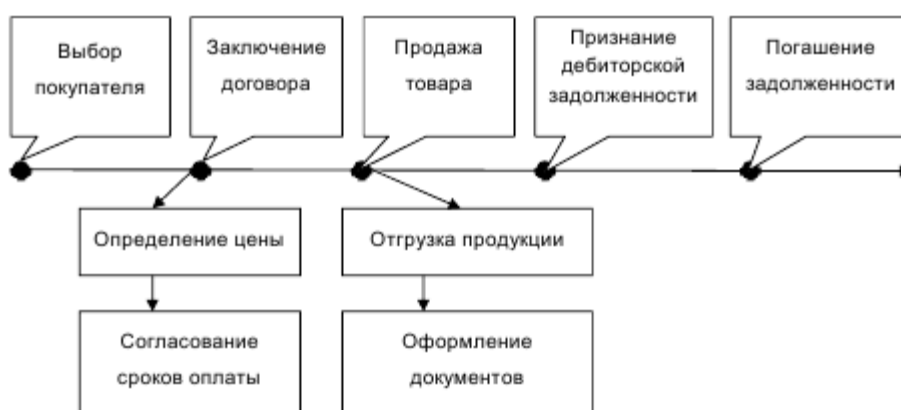 Выбор
покупателя
Заключение
договора
Продажа
товара
Признание
дебиторской
задолженности
Погашение
задолженности
Определение цены
Отгрузка продукции
Согласование
сроков оплаты
Оформление
документов